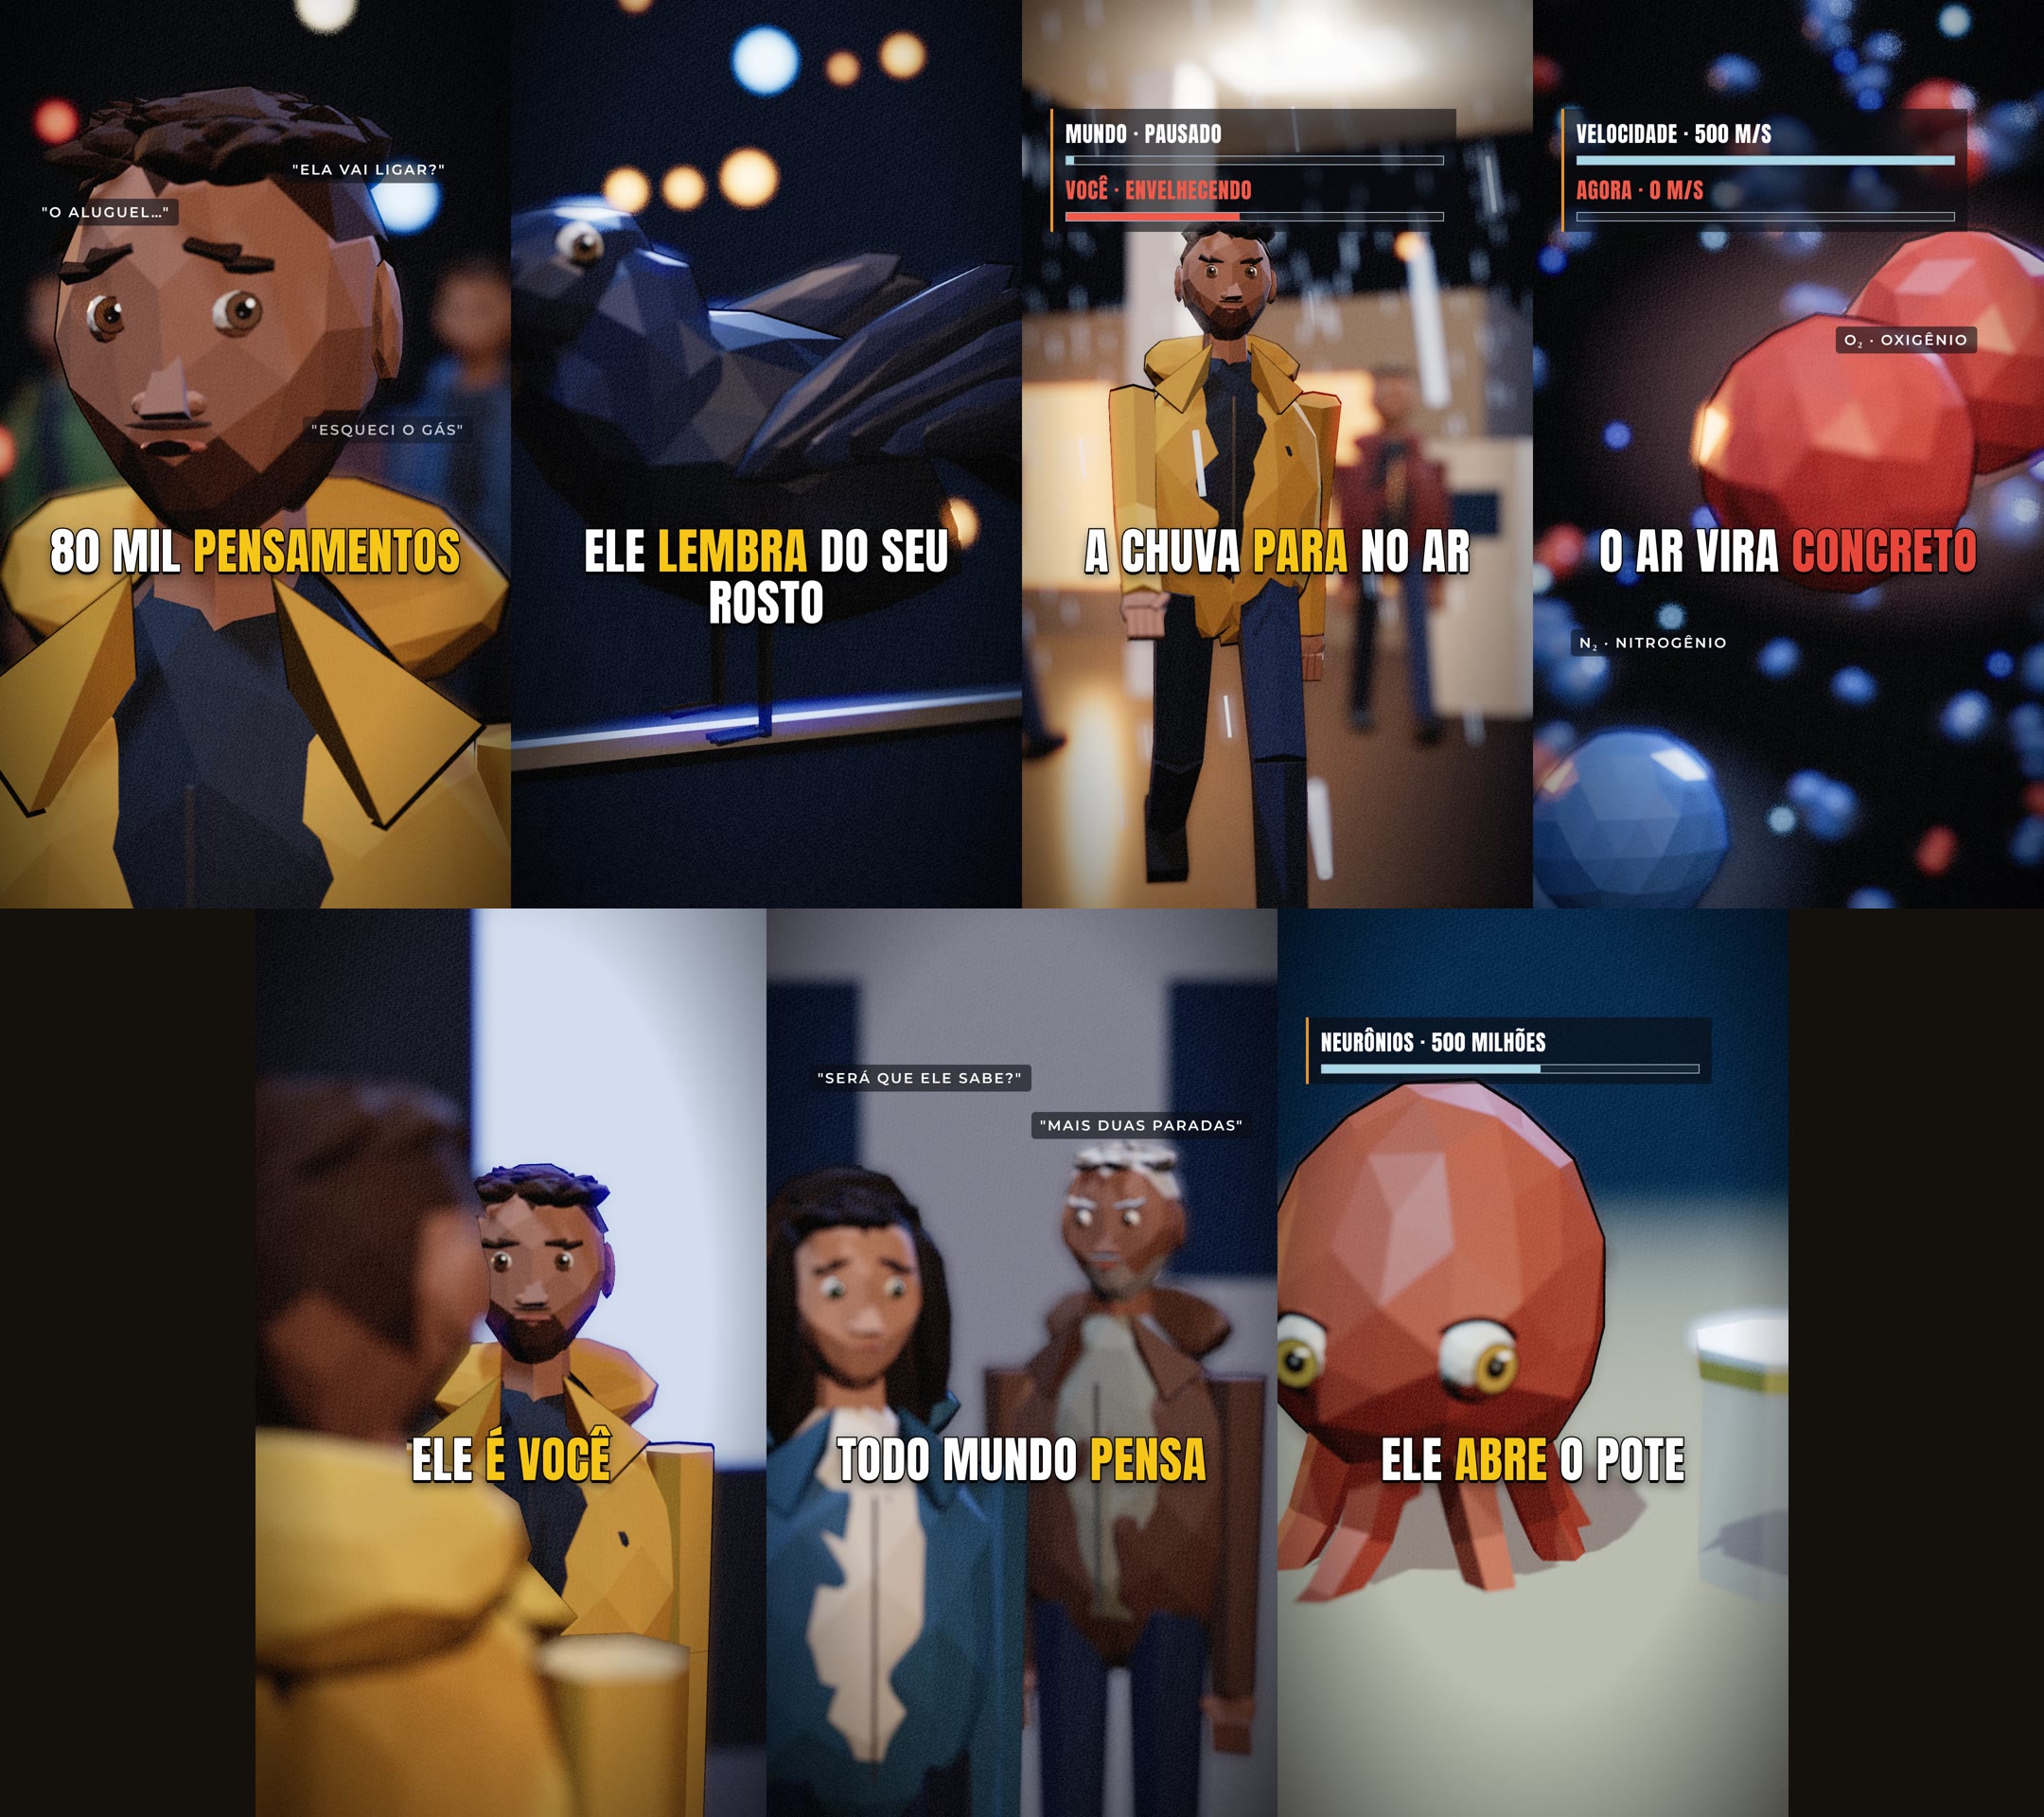 "ELA VAI LIGAR?"
"O ALUGUEL…"
"ESQUECI O GÁS"
80 MIL PENSAMENTOS
ELE LEMBRA DO SEU
ROSTO
MUNDO · PAUSADO
VOCÊ · ENVELHECENDO
A CHUVA PARA NO AR
VELOCIDADE · 500 M/S
AGORA · 0 M/S
O₂ · OXIGÊNIO
O AR VIRA CONCRETO
N₂ · NITROGÊNIO
ELE É VOCÊ
"SERÁ QUE ELE SABE?"
"MAIS DUAS PARADAS"
TODO MUNDO PENSA
NEURÔNIOS · 500 MILHÕES
ELE ABRE O POTE